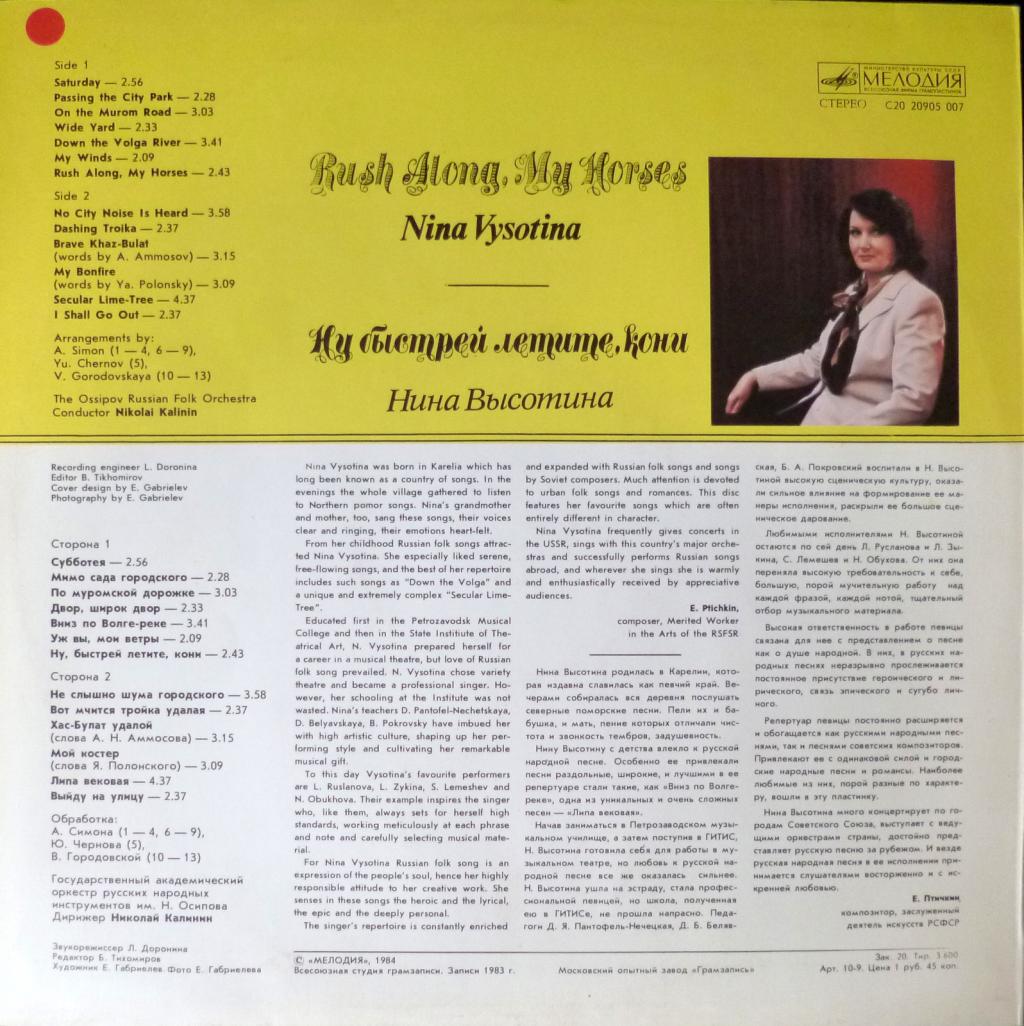 Side 1
Saturday — 2.56
Passing the City Park — 2.28
On the Murom Road — 3.03
Wide Yard — 2.33
Down the Volga River — 3.41
My Winds — 2.09
Rush Along, My Horses — 2.43
Side 2
No City Noise Is Heard — 3.58
Dashing Troika — 2.37
Brave Khaz-Bulat
(words by A. Ammosov) — 3.15
My Bonfire
(words by Ya. Polonsky) — 3.09
Secular Lime-Tree — 4.37
I Shall Go Out — 2.37
Arrangements by:
A. Simon (1 — 4, 6 — 9),
Yu. Chernov (5),
V. Gorodovskaya (10 — 13)
The Ossipov Russian Folk Orchestra
Conductor Nikolai Kalinin
Rush Along, My Horses
Nina Vysotina
Ну быстрей летите, кони
Нина Высотина
МИНИСТЕРСТВО КУЛЬТУРЫ СССР
МЕЛОДИЯ
ВСЕСОЮЗНАЯ ФИРМА ГРАМПЛАСТИНОК
СТЕРЕО С20 20905 007
Recording engineer L. Doronina
Editor B. Tikhomirov
Cover design by E. Gabrielev
Photography by E. Gabrielev
Сторона 1
Субботея — 2.56
Мимо сада городского — 2.28
По муромской дорожке — 3.03
Двор, широк двор — 2.33
Вниз по Волге-реке — 3.41
Уж вы, мои ветры — 2.09
Ну, быстрей летите, кони — 2.43
Сторона 2
Не слышно шума городского — 3.58
Вот мчится тройка удалая — 2.37
Хас-Булат удалой
(слова А. Н. Аммосова) — 3.15
Мой костер
(слова Я. Полонского) — 3.09
Липа вековая — 4.37
Выйду на улицу — 2.37
Обработка:
А. Симона (1 — 4, 6 — 9),
Ю. Чернова (5),
В. Городовской (10 — 13)
Государственный академический
оркестр русских народных
инструментов им. Н. Осипова
Дирижер Николай Калинин
Звукорежиссер Л. Доронина
Редактор Б. Тихомиров
Художник Е. Габриелев. Фото Е. Габриелева
Nina Vysotina was born in Karelia which has
long been known as a country of songs. In the
evenings the whole village gathered to listen
to Northern pomor songs. Nina's grandmother
and mother, too, sang these songs, their voices
clear and ringing, their emotions heart-felt.
From her childhood Russian folk songs attrac-
ted Nina Vysotina. She especially liked serene,
free-flowing songs, and the best of her repertoire
includes such songs as "Down the Volga" and
a unique and extremely complex "Secular Lime-
Tree".
Educated first in the Petrozavodsk Musical
College and then in the State Institute of The-
atrical Art, N. Vysotina prepared herself for
a career in a musical theatre, but love of Russian
folk song prevailed. N. Vysotina chose variety
theatre and became a professional singer. Ho-
wever, her schooling at the Institute was not
wasted. Nina's teachers D. Pantofel-Nechetskaya,
D. Belyavskaya, B. Pokrovsky have imbued her
with high artistic culture, shaping up her per-
forming style and cultivating her remarkable
musical gift.
To this day Vysotina's favourite performers
are L. Ruslanova, L. Zykina, S. Lemeshev and
N. Obukhova. Their example inspires the singer
who, like them, always sets for herself high
standards, working meticulously at each phrase
and note and carefully selecting musical mate-
rial.
For Nina Vysotina Russian folk song is an
expression of the people's soul, hence her highly
responsible attitude to her creative work. She
senses in these songs the heroic and the lyrical,
the epic and the deeply personal.
The singer's repertoire is constantly enriched
and expanded with Russian folk songs and songs
by Soviet composers. Much attention is devoted
to urban folk songs and romances. This disc
features her favourite songs which are often
entirely different in character.
Nina Vysotina frequently gives concerts in
the USSR, sings with this country's major orche-
stras and successfully performs Russian songs
abroad, and wherever she sings she is warmly
and enthusiastically received by appreciative
audiences.
E. Ptichkin,
composer, Merited Worker
in the Arts of the RSFSR
Нина Высотина родилась в Карелии, кото-
рая издавна славилась как певчий край. Ве-
черами собиралась вся деревня послушать
северные поморские песни. Пели их и ба-
бушка, и мать, пение которых отличали чис-
тота и звонкость тембров, задушевность.
Нину Высотину с детства влекло к русской
народной песне. Особенно ее привлекали
песни раздольные, широкие, и лучшими в ее
репертуаре стали такие, как «Вниз по Волге-
реке», одна из уникальных и очень сложных
песен — «Липа вековая».
Начав заниматься в Петрозаводском музы-
кальном училище, а затем поступив в ГИТИС,
Н. Высотина готовила себя для работы в му-
зыкальном театре, но любовь к русской на-
родной песне все же оказалась сильнее.
Н. Высотина ушла на эстраду, стала профес-
сиональной певицей, но школа, полученная
ею в ГИТИСе, не прошла напрасно. Педа-
гоги Д. Я. Пантофель-Нечецкая, Д. Б. Беляв-
ская, Б. А. Покровский воспитали в Н. Высо-
тиной высокую сценическую культуру, оказа-
ли сильное влияние на формирование ее ма-
неры исполнения, раскрыли ее большое сце-
ническое дарование.
Любимыми исполнителями Н. Высотиной
остаются по сей день Л. Русланова и Л. Зы-
кина, С. Лемешев и Н. Обухова. От них она
переняла высокую требовательность к себе,
большую, порой мучительную работу над
каждой фразой, каждой нотой, тщательный
отбор музыкального материала.
Высокая ответственность в работе певицы
связана для нее с представлением о песне
как о душе народной. В них, в русских на-
родных песнях неразрывно прослеживается
постоянное присутствие героического и ли-
рического, связь эпического и сугубо лич-
ного.
Репертуар певицы постоянно расширяется
и обогащается как русскими народными пес-
нями, так и песнями советских композиторов.
Привлекают ее с одинаковой силой и город-
ские народные песни и романсы. Наиболее
любимые из них, порой разные по характе-
ру, вошли в эту пластинку.
Нина Высотина много концертирует по го-
родам Советского Союза, выступает с веду-
щими оркестрами страны, достойно пред-
ставляет русскую песню за рубежом. И везде
русская народная песня в ее исполнении при-
нимается слушателями восторженно и с ис-
кренней любовью.
Е. Птичкин,
композитор, заслуженный
деятель искусств РСФСР
© «МЕЛОДИЯ», 1984
Всесоюзная студия грамзаписи. Записи 1983 г. Московский опытный завод «Грамзапись»
Зак. 20. Тир. 3 600
Арт. 10-9. Цена 1 руб. 45 коп.